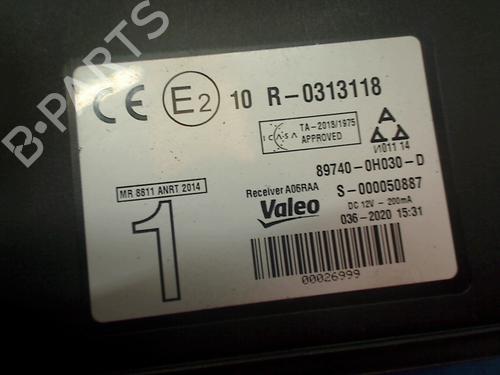 B-PARTS
CE E2 10 R-0313118
ICASA TA-2018/1975
APPROVED
11011 14
89740-0H030-D
MR 8811 ANRT 2014
Receiver A06RAA S-000050887
Valeo DC 12V - 200mA
036-2020 15:31
1
00026999